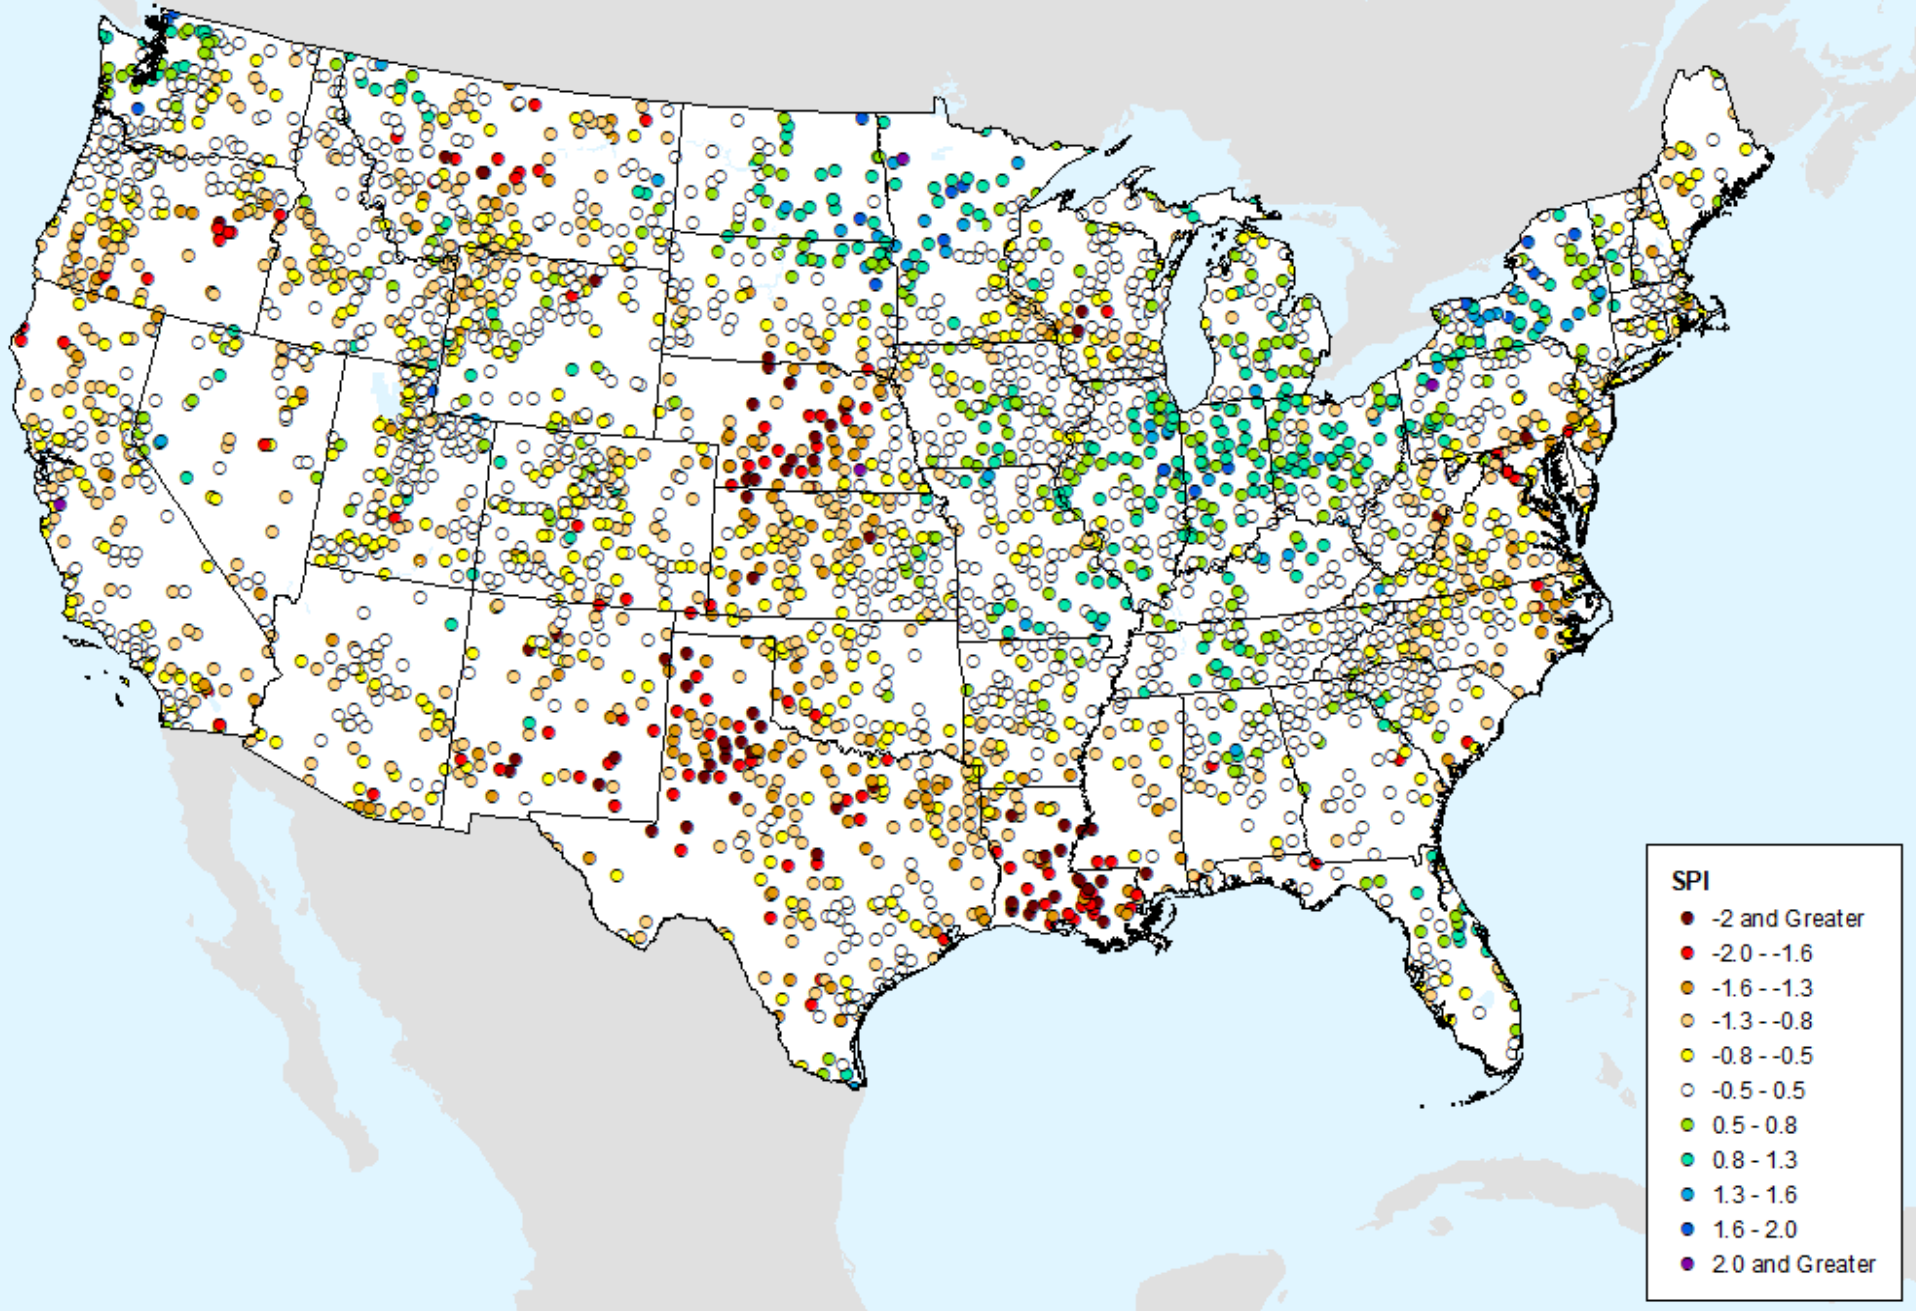 SPI
-2 and Greater
-2.0 - -1.6
-1.6 - -1.3
-1.3 - -0.8
-0.8 - -0.5
-0.5 - 0.5
0.5 - 0.8
0.8 - 1.3
1.3 - 1.6
1.6 - 2.0
2.0 and Greater